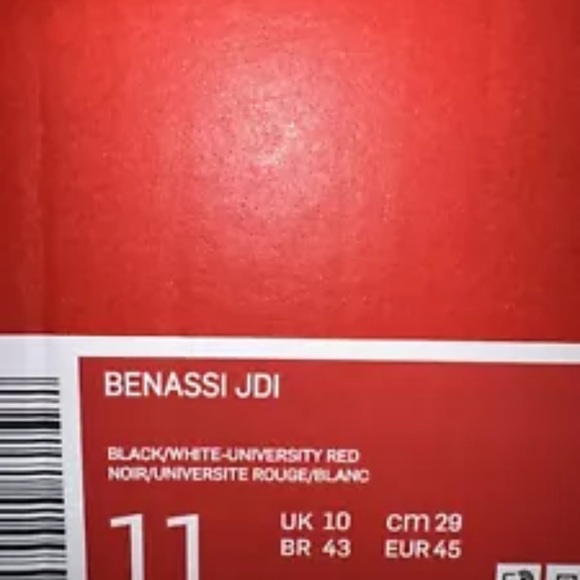 BENASSI JDI
BLACK/WHITE-UNIVERSITY RED
NOIR/UNIVERSITE ROUGE/BLANC
11
UK 10 cm 29
BR 43 EUR 45